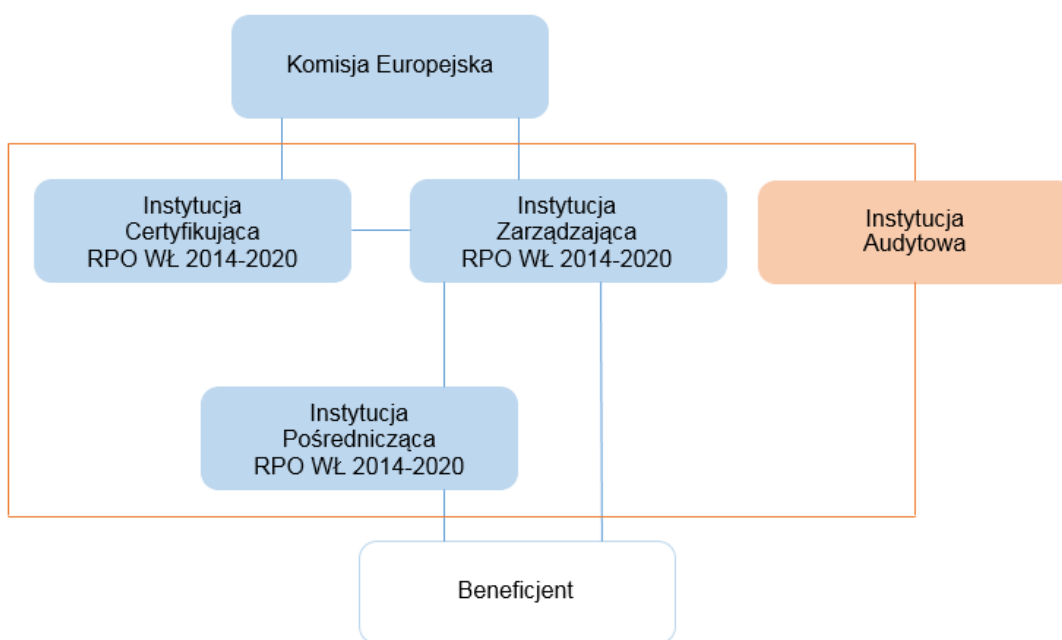 Komisja Europejska
Instytucja
Certyfikująca
RPO WŁ 2014-2020
Instytucja
Zarządzająca
RPO WŁ 2014-2020
Instytucja
Audytowa
Instytucja
Pośrednicząca
RPO WŁ 2014-2020
Beneficjent